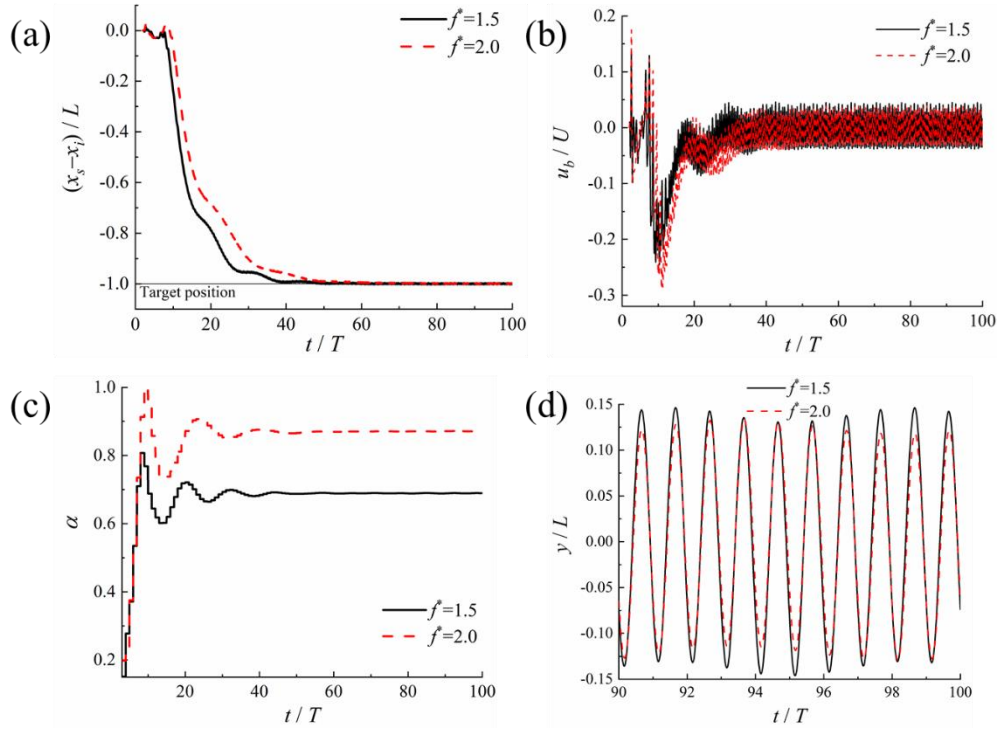 (a)
f*=1.5
f*=2.0
0.0
-0.2
-0.4
-0.6
-0.8
-1.0
(xs−xi) / L
Target position
0 20 40 60 80 100
t / T
(b)
f*=1.5
f*=2.0
0.2
0.1
0.0
-0.1
-0.2
-0.3
ub / U
0 20 40 60 80 100
t / T
(c)
1.0
0.8
0.6
0.4
0.2
α
f*=1.5
f*=2.0
20 40 60 80 100
t / T
(d)
f*=1.5
f*=2.0
0.15
0.10
0.05
0.00
-0.05
-0.10
-0.15
y / L
90 92 94 96 98 100
t / T